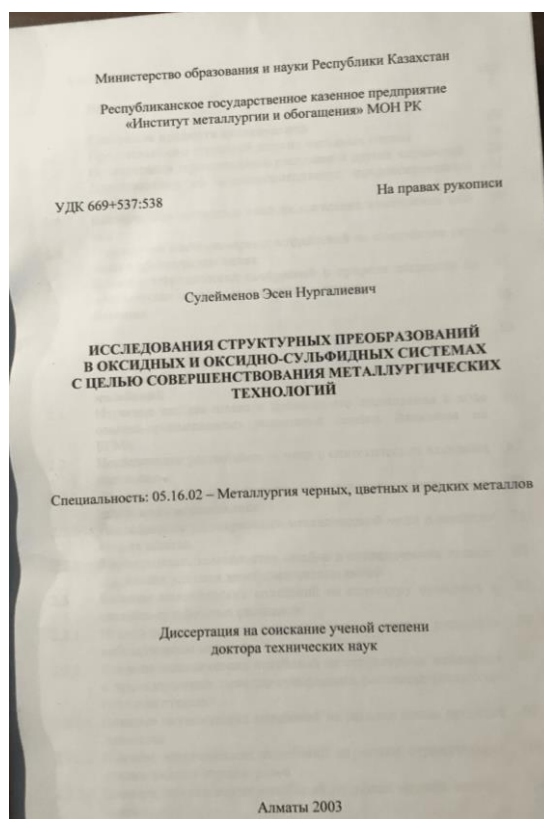 Министерство образования и науки Республики Казахстан
Республиканское государственное казенное предприятие
«Институт металлургии и обогащения» МОН РК
УДК 669+537:538
На правах рукописи
Сулейменов Эсен Нургалиевич
ИССЛЕДОВАНИЯ СТРУКТУРНЫХ ПРЕОБРАЗОВАНИЙ
В ОКСИДНЫХ И ОКСИДНО-СУЛЬФИДНЫХ СИСТЕМАХ
С ЦЕЛЬЮ СОВЕРШЕНСТВОВАНИЯ МЕТАЛЛУРГИЧЕСКИХ
ТЕХНОЛОГИЙ
Специальность: 05.16.02 – Металлургия черных, цветных и редких металлов
Диссертация на соискание ученой степени
доктора технических наук
Алматы 2003